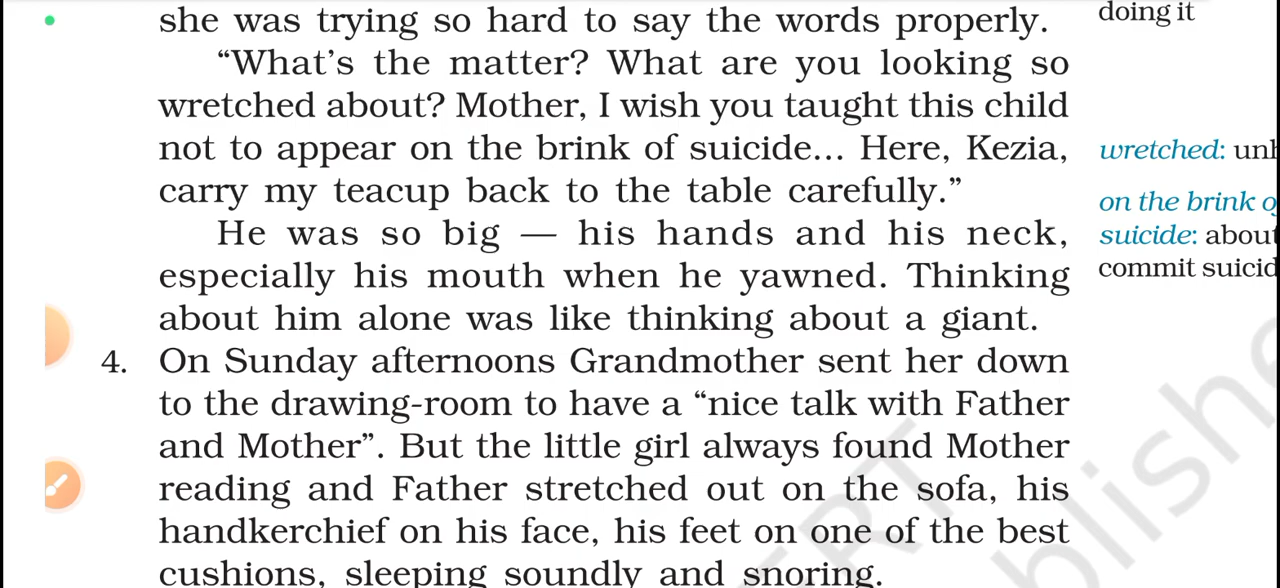 she was trying so hard to say the words properly.
doing it
“What’s the matter? What are you looking so
wretched about? Mother, I wish you taught this child
not to appear on the brink of suicide... Here, Kezia,
wretched:
carry my teacup back to the table carefully.”
on the brink
He was so big — his hands and his neck,
suicide: about
especially his mouth when he yawned. Thinking
commit
about him alone was like thinking about a giant.
4. On Sunday afternoons Grandmother sent her down
to the drawing-room to have a “nice talk with Father
and Mother”. But the little girl always found Mother
reading and Father stretched out on the sofa, his
handkerchief on his face, his feet on one of the best
cushions, sleeping soundly and snoring.